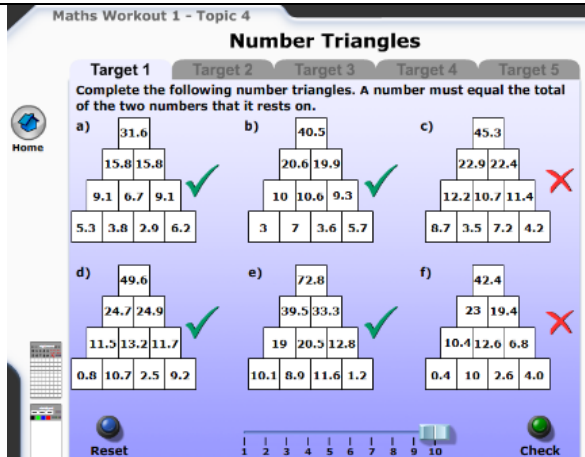 Maths Workout 1 - Topic 4
Number Triangles
Target 1 Target 2 Target 3 Target 4 Target 5
Complete the following number triangles. A number must equal the total
of the two numbers that it rests on.
Home
a)
31.6
15.8 15.8
9.1 6.7 9.1
5.3 3.8 2.9 6.2
b)
40.5
20.6 19.9
10 10.6 9.3
3 7 3.6 5.7
c)
45.3
22.9 22.4
12.2 10.7 11.4
8.7 3.5 7.2 4.2
d)
49.6
24.7 24.9
11.5 13.2 11.7
0.8 10.7 2.5 9.2
e)
72.8
39.5 33.3
19 20.5 12.8
10.1 8.9 11.6 1.2
f)
42.4
23 19.4
10.4 12.6 6.8
0.4 10 2.6 4.0
Reset
1 2 3 4 5 6 7 8 9 10
Check